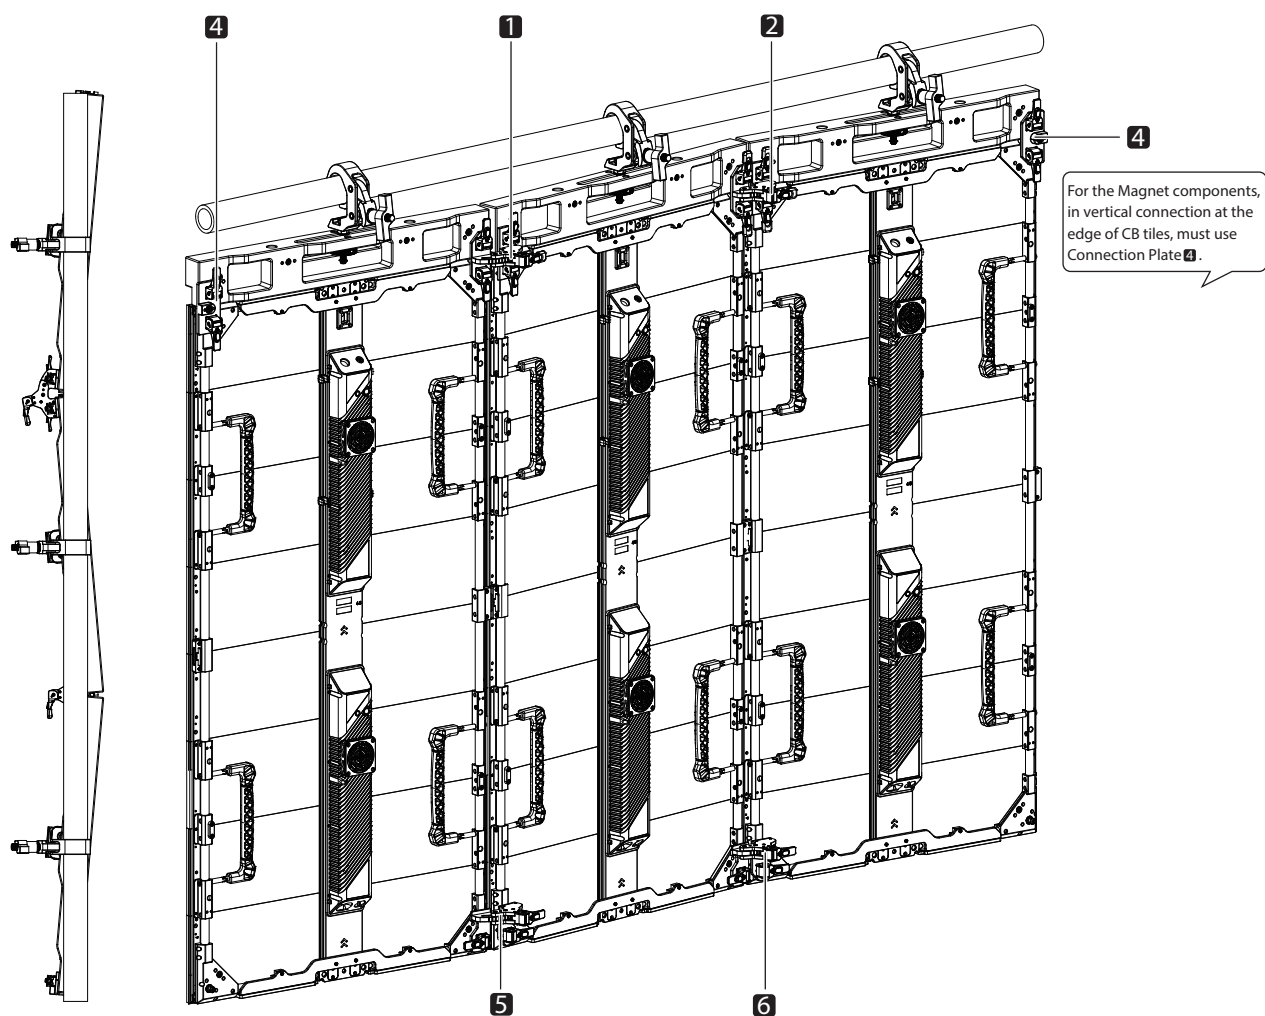 4
1
2
4
For the Magnet components,
in vertical connection at the
edge of CB tiles, must use
Connection Plate 4 .
5
6